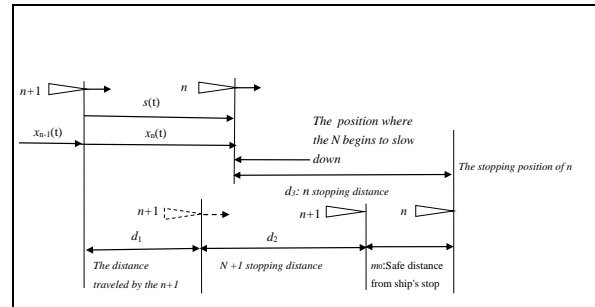 n+1
n
s(t)
xn-1(t)
xn(t)
The position where
the N begins to slow
down
The stopping position of n
d3: n stopping distance
n+1
n+1
n
d1
d2
The distance
traveled by the n+1
N +1 stopping distance
m0:Safe distance
from ship's stop